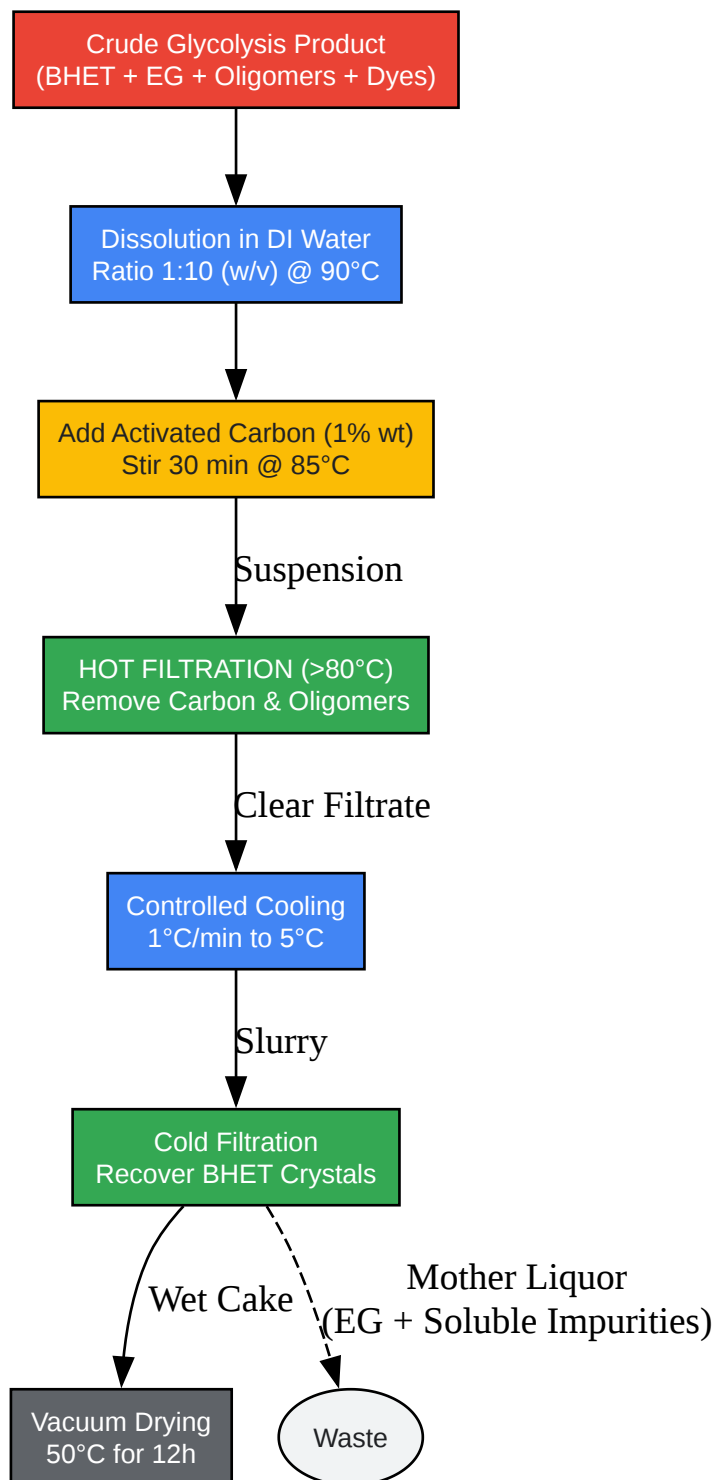 Crude Glycolysis Product
(BHET + EG + Oligomers + Dyes)
Dissolution in DI Water
Ratio 1:10 (w/v) @ 90°C
Add Activated Carbon (1% wt)
Stir 30 min @ 85°C
Suspension
HOT FILTRATION (>80°C)
Remove Carbon & Oligomers
Clear Filtrate
Controlled Cooling
1°C/min to 5°C
Slurry
Cold Filtration
Recover BHET Crystals
Wet Cake
Mother Liquor
(EG + Soluble Impurities)
Vacuum Drying
50°C for 12h
Waste